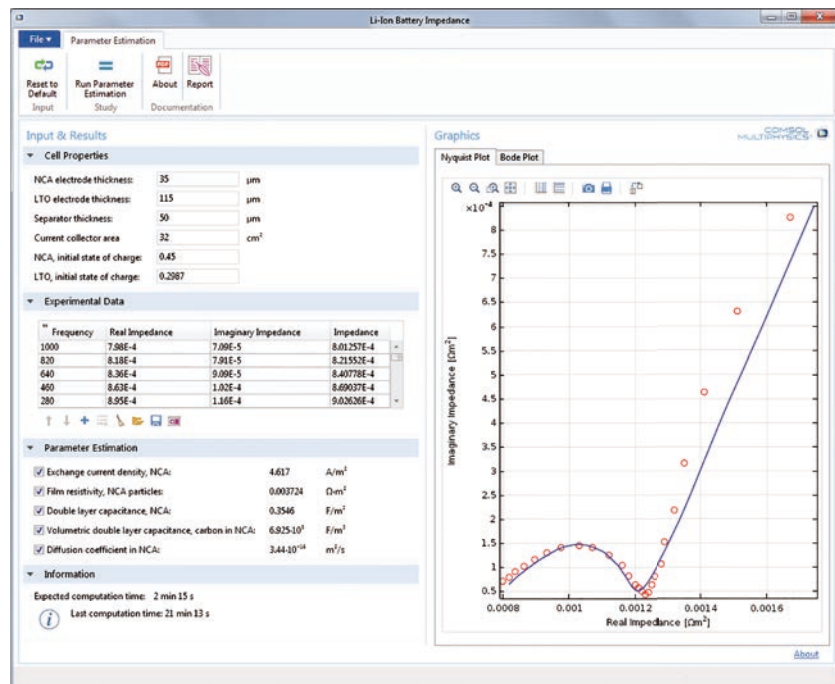 Li-Ion Battery Impedance
File ▾ Parameter Estimation
Reset to Default Run Parameter Estimation About Report
Input Study Documentation
Input & Results
Cell Properties
NCA electrode thickness: 35 µm
LTO electrode thickness: 115 µm
Separator thickness: 50 µm
Current collector area 32 cm²
NCA, initial state of charge: 0.45
LTO, initial state of charge: 0.2987
Experimental Data
Frequency Real Impedance Imaginary Impedance Impedance
1000 7.98E-4 7.09E-5 8.01257E-4
820 8.18E-4 7.91E-5 8.21552E-4
640 8.36E-4 9.09E-5 8.40778E-4
460 8.63E-4 1.02E-4 8.69037E-4
280 8.95E-4 1.16E-4 9.02626E-4
Parameter Estimation
Exchange current density, NCA: 4.617 A/m²
Film resistivity, NCA particles: 0.003724 Ω·m²
Double layer capacitance, NCA: 0.3546 F/m²
Volumetric double layer capacitance, carbon in NCA: F/m³
Diffusion coefficient in NCA: m²/s
Information
Expected computation time: 2 min 15 s
Last computation time: 21 min 13 s
Graphics
COMSOL
MULTIPHYSICS
Nyquist Plot Bode Plot
×10⁻⁴
8
7.5
7
6.5
6
5.5
5
4.5
4
3.5
3
2.5
2
1.5
1
0.5
Imaginary Impedance [Ωm²]
0.0008 0.001 0.0012 0.0014 0.0016
Real Impedance [Ωm²]
About